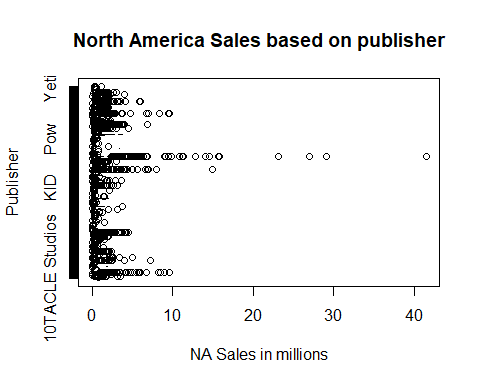 North America Sales based on publisher
Publisher
Yeti
Pow
KID
10TACLE Studios
0 10 20 30 40
NA Sales in millions